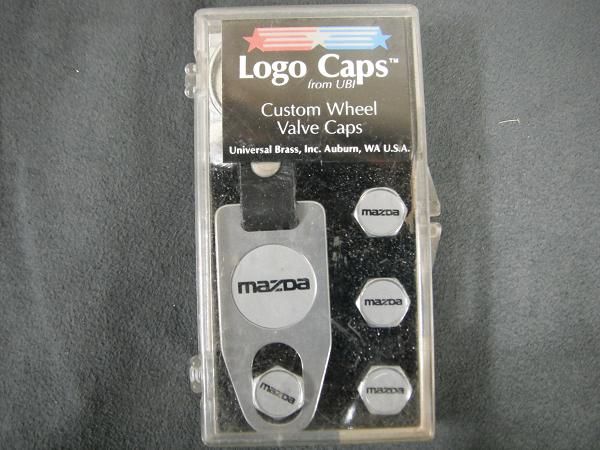 Logo Caps™
from UBI
Custom Wheel
Valve Caps
Universal Brass, Inc. Auburn, WA U.S.A.
mazda
mazda
mazda
mazda
mazda